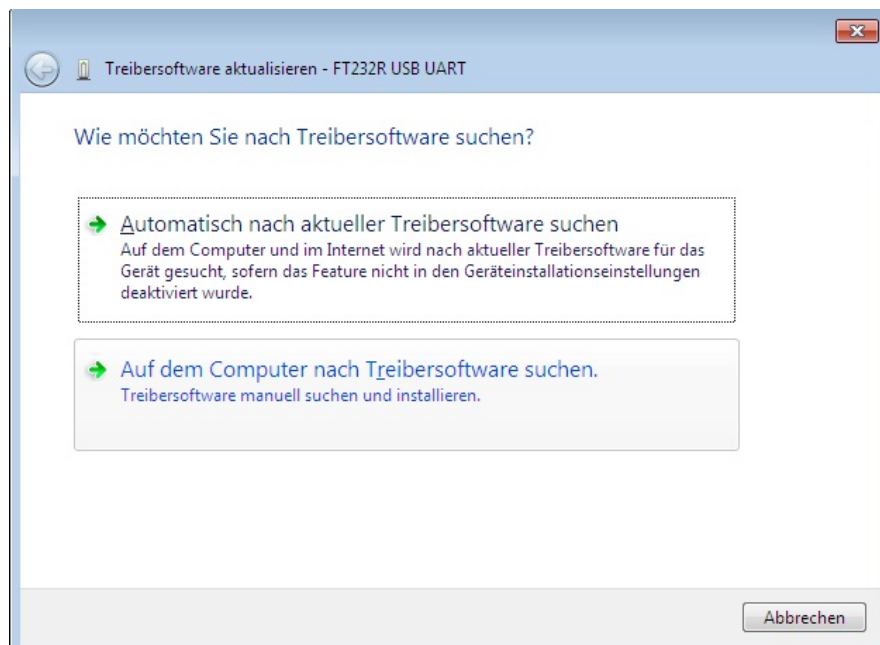 Treibersoftware aktualisieren - FT232R USB UART
Wie möchten Sie nach Treibersoftware suchen?
Automatisch nach aktueller Treibersoftware suchen
Auf dem Computer und im Internet wird nach aktueller Treibersoftware für das
Gerät gesucht, sofern das Feature nicht in den Geräteinstallationseinstellungen
deaktiviert wurde.
Auf dem Computer nach Treibersoftware suchen.
Treibersoftware manuell suchen und installieren.
Abbrechen